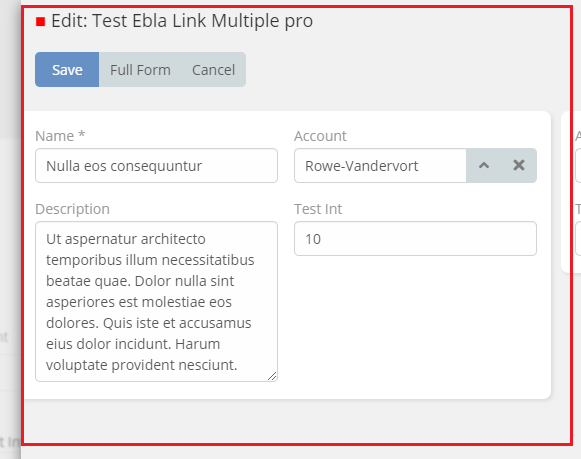 Edit: Test Ebla Link Multiple pro
Save Full Form Cancel
Name * Account
Nulla eos consequuntur Rowe-Vandervort
Description Test Int
Ut aspernatur architecto
temporibus illum necessitatibus
beatae quae. Dolor nulla sint
asperiores est molestiae eos
dolores. Quis iste et accusamus
eius dolor incidunt. Harum
voluptate provident nesciunt.
10